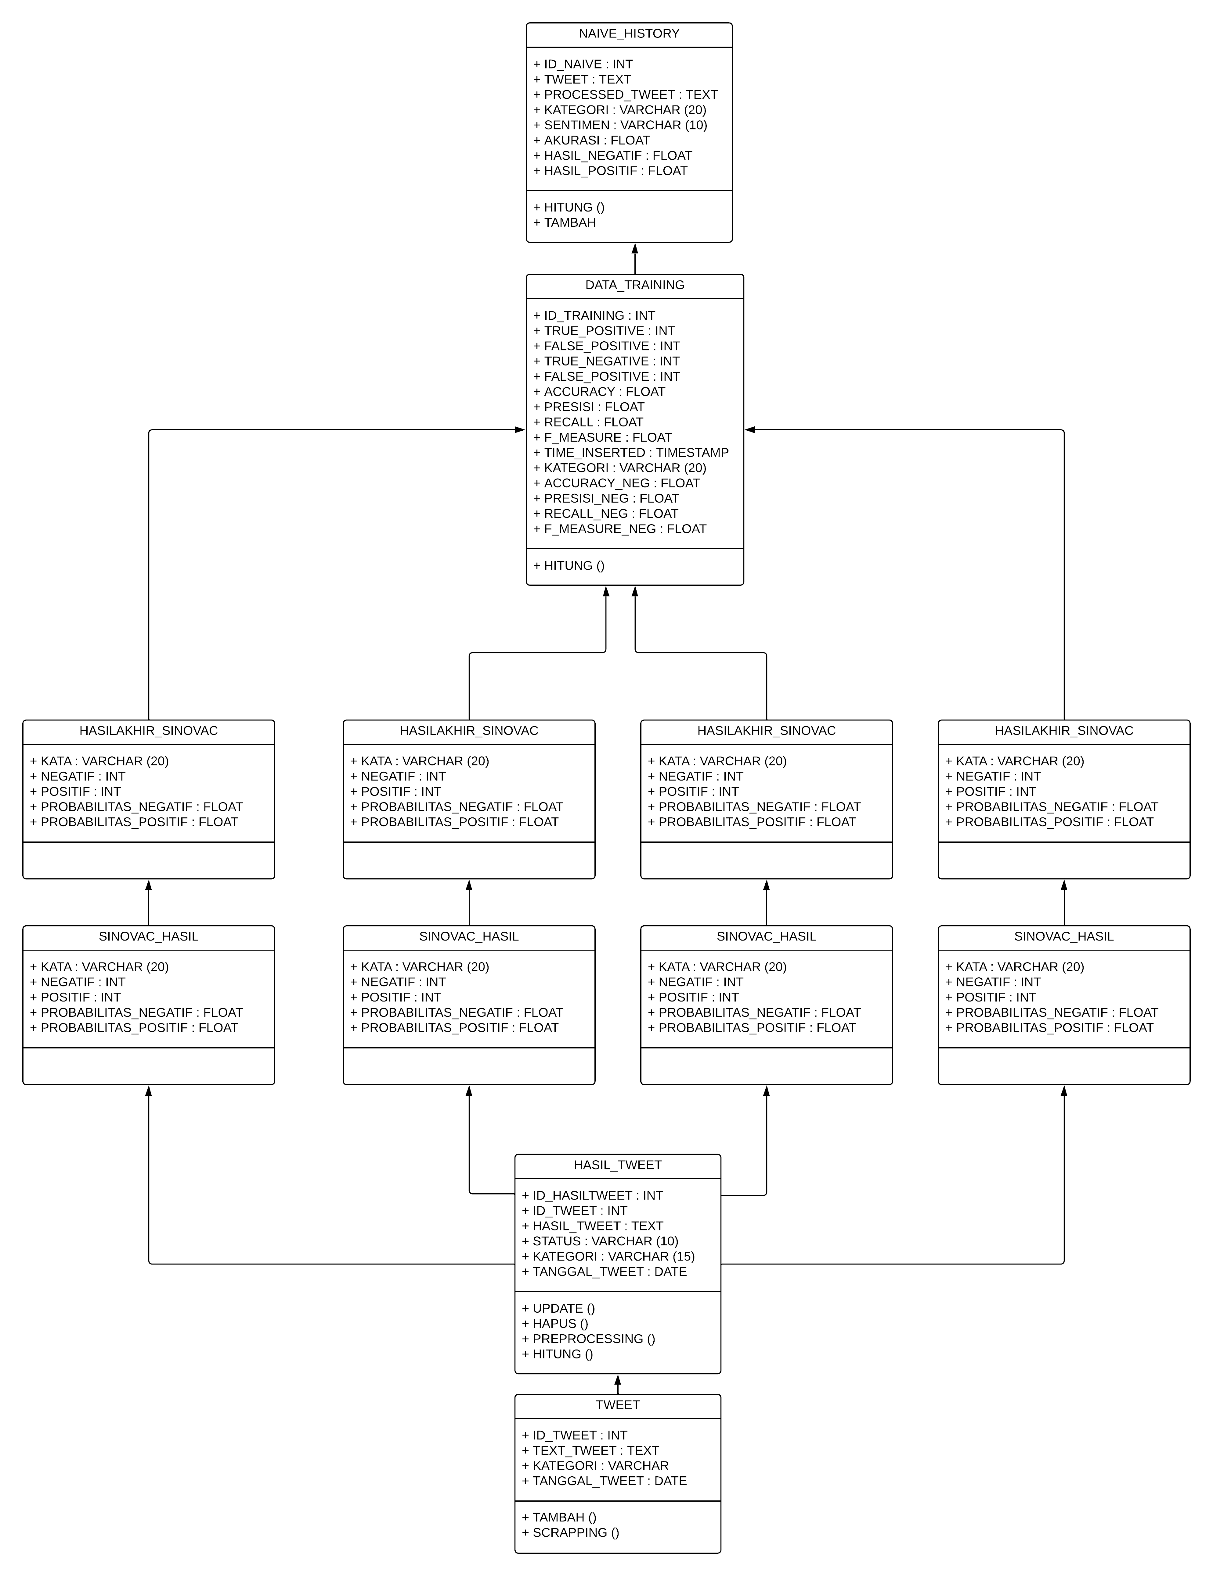 NAIVE_HISTORY
+ ID_NAIVE : INT
+ TWEET : TEXT
+ PROCESSED_TWEET : TEXT
+ KATEGORI : VARCHAR (20)
+ SENTIMEN : VARCHAR (10)
+ AKURASI : FLOAT
+ HASIL_NEGATIF : FLOAT
+ HASIL_POSITIF : FLOAT
+ HITUNG ()
+ TAMBAH
DATA_TRAINING
+ ID_TRAINING : INT
+ TRUE_POSITIVE : INT
+ FALSE_POSITIVE : INT
+ TRUE_NEGATIVE : INT
+ FALSE_POSITIVE : INT
+ ACCURACY : FLOAT
+ PRESISI : FLOAT
+ RECALL : FLOAT
+ F_MEASURE : FLOAT
+ TIME_INSERTED : TIMESTAMP
+ KATEGORI : VARCHAR (20)
+ ACCURACY_NEG : FLOAT
+ PRESISI_NEG : FLOAT
+ RECALL_NEG : FLOAT
+ F_MEASURE_NEG : FLOAT
+ HITUNG ()
HASILAKHIR_SINOVAC
+ KATA : VARCHAR (20)
+ NEGATIF : INT
+ POSITIF : INT
+ PROBABILITAS_NEGATIF : FLOAT
+ PROBABILITAS_POSITIF : FLOAT
HASILAKHIR_SINOVAC
+ KATA : VARCHAR (20)
+ NEGATIF : INT
+ POSITIF : INT
+ PROBABILITAS_NEGATIF : FLOAT
+ PROBABILITAS_POSITIF : FLOAT
HASILAKHIR_SINOVAC
+ KATA : VARCHAR (20)
+ NEGATIF : INT
+ POSITIF : INT
+ PROBABILITAS_NEGATIF : FLOAT
+ PROBABILITAS_POSITIF : FLOAT
HASILAKHIR_SINOVAC
+ KATA : VARCHAR (20)
+ NEGATIF : INT
+ POSITIF : INT
+ PROBABILITAS_NEGATIF : FLOAT
+ PROBABILITAS_POSITIF : FLOAT
SINOVAC_HASIL
+ KATA : VARCHAR (20)
+ NEGATIF : INT
+ POSITIF : INT
+ PROBABILITAS_NEGATIF : FLOAT
+ PROBABILITAS_POSITIF : FLOAT
SINOVAC_HASIL
+ KATA : VARCHAR (20)
+ NEGATIF : INT
+ POSITIF : INT
+ PROBABILITAS_NEGATIF : FLOAT
+ PROBABILITAS_POSITIF : FLOAT
SINOVAC_HASIL
+ KATA : VARCHAR (20)
+ NEGATIF : INT
+ POSITIF : INT
+ PROBABILITAS_NEGATIF : FLOAT
+ PROBABILITAS_POSITIF : FLOAT
SINOVAC_HASIL
+ KATA : VARCHAR (20)
+ NEGATIF : INT
+ POSITIF : INT
+ PROBABILITAS_NEGATIF : FLOAT
+ PROBABILITAS_POSITIF : FLOAT
HASIL_TWEET
+ ID_HASILTWEET : INT
+ ID_TWEET : INT
+ HASIL_TWEET : TEXT
+ STATUS : VARCHAR (10)
+ KATEGORI : VARCHAR (15)
+ TANGGAL_TWEET : DATE
+ UPDATE ()
+ HAPUS ()
+ PREPROCESSING ()
+ HITUNG ()
TWEET
+ ID_TWEET : INT
+ TEXT_TWEET : TEXT
+ KATEGORI : VARCHAR
+ TANGGAL_TWEET : DATE
+ TAMBAH ()
+ SCRAPPING ()